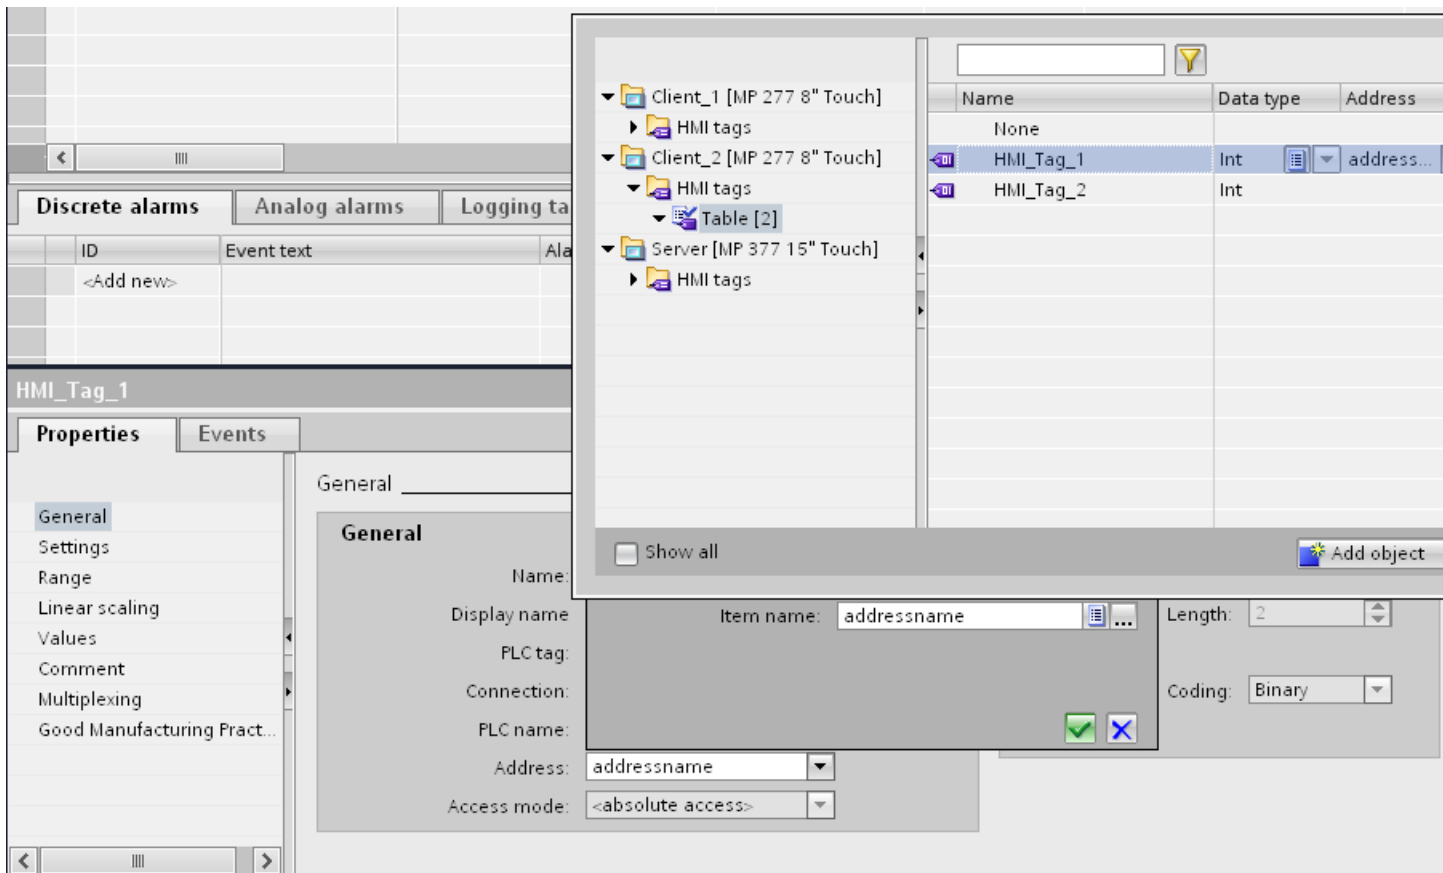 Client_1 [MP 277 8" Touch]
HMI tags
Client_2 [MP 277 8" Touch]
HMI tags
Table [2]
Server [MP 377 15" Touch]
HMI tags
Name Data type Address
None
HMI_Tag_1 Int address...
HMI_Tag_2 Int
Show all
Add object
Discrete alarms Analog alarms Logging ta
ID Event text Ala
<Add new>
HMI_Tag_1
Properties Events
General
Settings
Range
Linear scaling
Values
Comment
Multiplexing
Good Manufacturing Pract...
General
General
Name:
Display name
PLC tag:
Connection:
PLC name:
Address: addressname
Access mode: <absolute access>
Item name: addressname ...
Length: 2
Coding: Binary